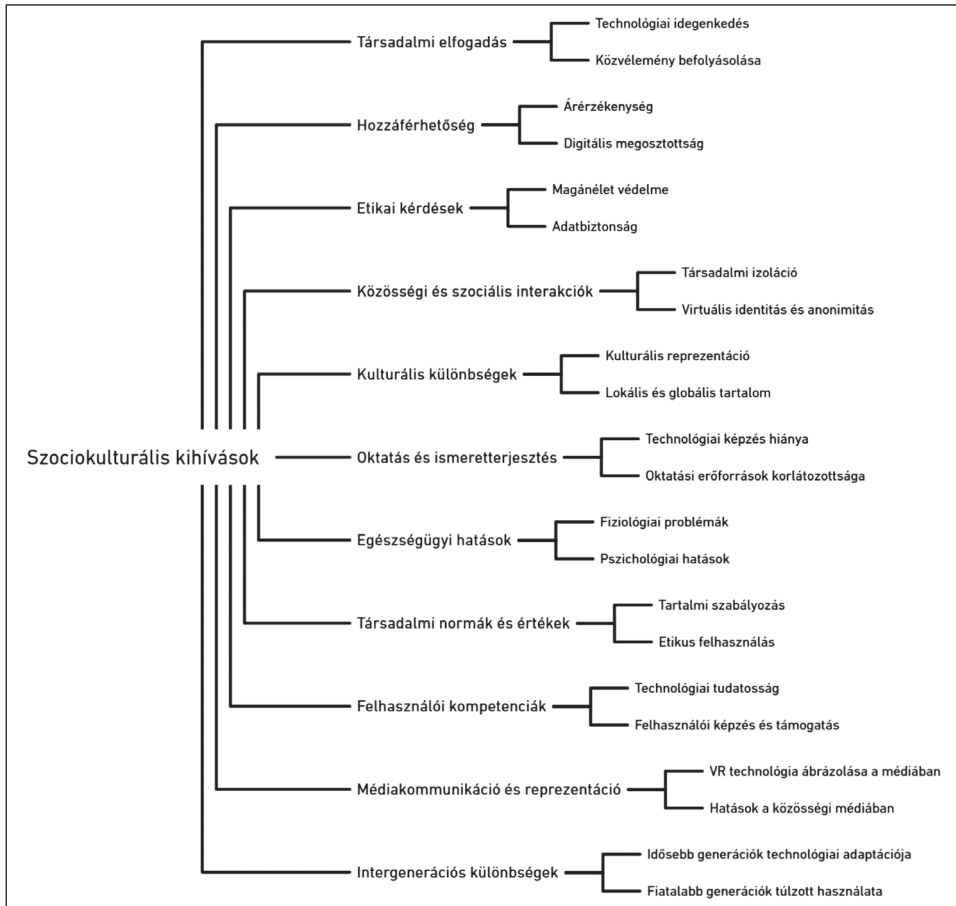 Technológiai idegenkedés
Társadalmi elfogadás
Közvélemény befolyásolása
Árérzékenység
Hozzáférhetőség
Digitális megosztottság
Magánélet védelme
Etikai kérdések
Adatbiztonság
Társadalmi izoláció
Közösségi és szociális interakciók
Virtuális identitás és anonimitás
Kulturális reprezentáció
Kulturális különbségek
Lokális és globális tartalom
Technológiai képzés hiánya
Szociokulturális kihívások
Oktatás és ismeretterjesztés
Oktatási erőforrások korlátozottsága
Fiziológiai problémák
Egészségügyi hatások
Pszichológiai hatások
Tartalmi szabályozás
Társadalmi normák és értékek
Etikus felhasználás
Technológiai tudatosság
Felhasználói kompetenciák
Felhasználói képzés és támogatás
VR technológia ábrázolása a médiában
Médiakommunikáció és reprezentáció
Hatások a közösségi médiában
Idősebb generációk technológiai adaptációja
Intergenerációs különbségek
Fiatalabb generációk túlzott használata